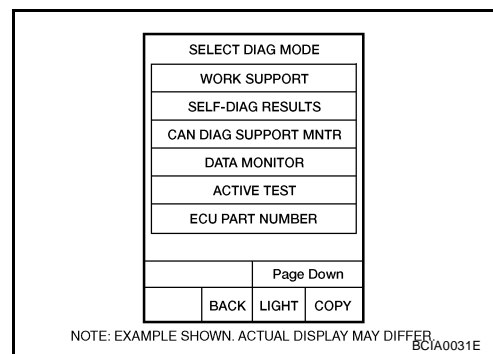 SELECT DIAG MODE
WORK SUPPORT
SELF-DIAG RESULTS
CAN DIAG SUPPORT MNTR
DATA MONITOR
ACTIVE TEST
ECU PART NUMBER
Page Down
BACK LIGHT COPY
NOTE: EXAMPLE SHOWN. ACTUAL DISPLAY MAY DIFFER.
BCIA0031E